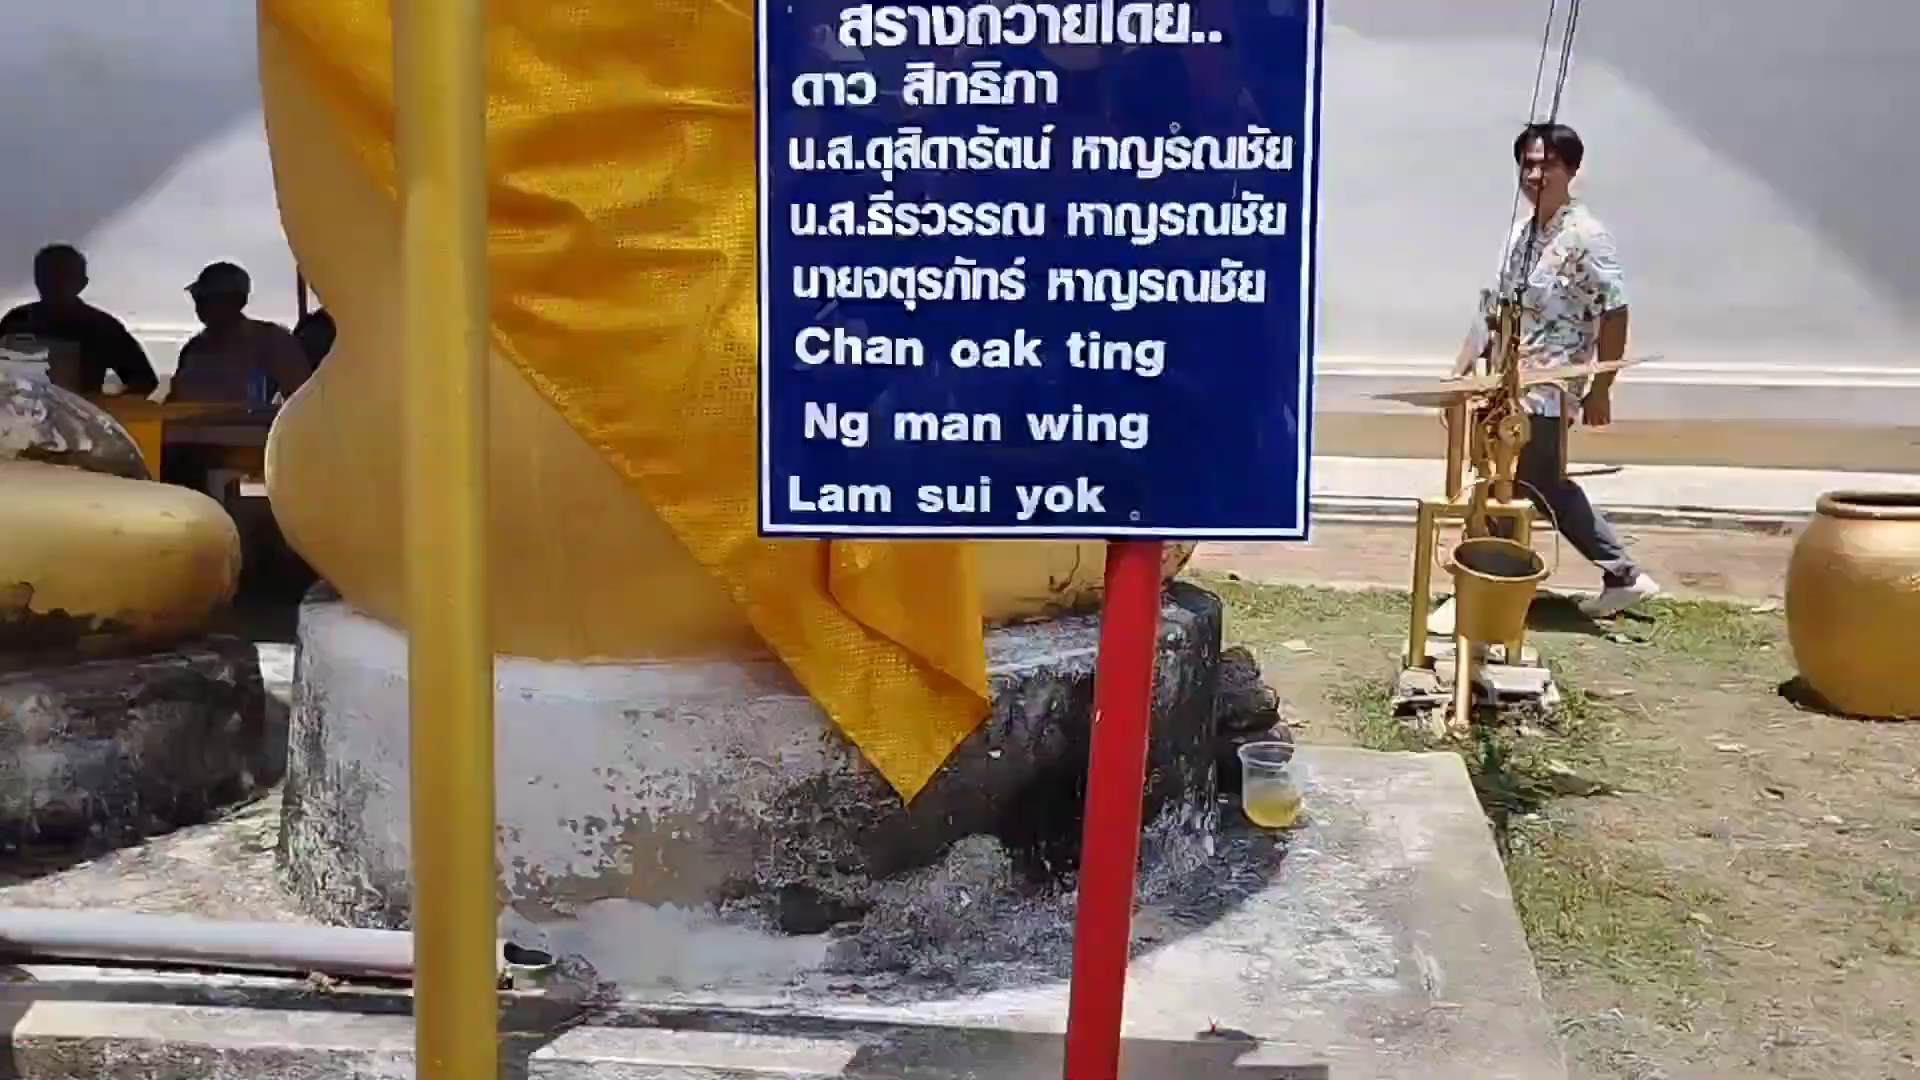 สร้างถวายโดย..
ดาว สิทธิภา
น.ส.ดุสิดารัตน์ หาญรณชัย
น.ส.ธีรวรรณ หาญรณชัย
นายจตุรภัทร์ หาญรณชัย
Chan oak ting
Ng man wing
Lam sui yok